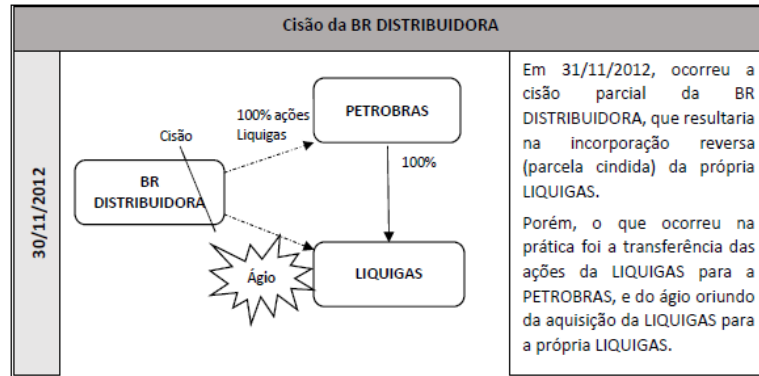 Cisão da BR DISTRIBUIDORA
30/11/2012
100% ações
Liquigas
PETROBRAS
Cisão
100%
BR
DISTRIBUIDORA
Ágio
LIQUIGAS
Em 31/11/2012, ocorreu a
cisão parcial da BR
DISTRIBUIDORA, que resultaria
na incorporação reversa
(parcela cindida) da própria
LIQUIGAS.
Porém, o que ocorreu na
prática foi a transferência das
ações da LIQUIGAS para a
PETROBRAS, e do ágio oriundo
da aquisição da LIQUIGAS para
a própria LIQUIGAS.